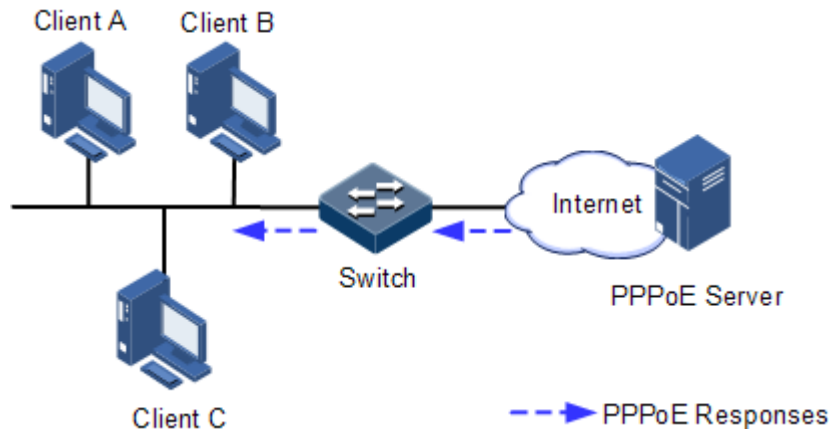 Client A
Client B
Internet
Switch
PPPoE Server
Client C
PPPoE Responses